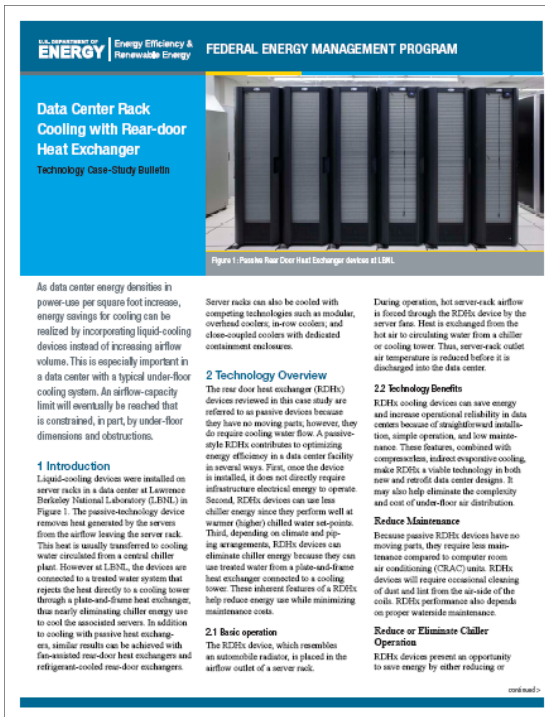 U.S. DEPARTMENT OF
ENERGY
Energy Efficiency &
Renewable Energy
FEDERAL ENERGY MANAGEMENT PROGRAM
Data Center Rack
Cooling with Rear-door
Heat Exchanger
Technology Case-Study Bulletin
Figure 1: Passive Rear Door Heat Exchanger devices at LBNL
As data center energy densities in
power-use per square foot increase,
energy savings for cooling can be
realized by incorporating liquid-cooling
devices instead of increasing airflow
volume. This is especially important in
a data center with a typical under-floor
cooling system. An airflow-capacity
limit will eventually be reached that
is constrained, in part, by under-floor
dimensions and obstructions.
1 Introduction
Liquid-cooling devices were installed on
server racks in a data center at Lawrence
Berkeley National Laboratory (LBNL) in
Figure 1. The passive-technology device
removes heat generated by the servers
from the airflow leaving the server rack.
This heat is usually transferred to cooling
water circulated from a central chiller
plant. However at LBNL, the devices are
connected to a treated water system that
rejects the heat directly to a cooling tower
through a plate-and-frame heat exchanger,
thus nearly eliminating chiller energy use
to cool the associated servers. In addition
to cooling with passive heat exchang-
ers, similar results can be achieved with
fan-assisted rear-door heat exchangers and
refrigerant-cooled rear-door exchangers.
Server racks can also be cooled with
competing technologies such as modular,
overhead coolers; in-row coolers; and
close-coupled coolers with dedicated
containment enclosures.
2 Technology Overview
The rear door heat exchanger (RDHx)
devices reviewed in this case study are
referred to as passive devices because
they have no moving parts; however, they
do require cooling water flow. A passive-
style RDHx contributes to optimizing
energy efficiency in a data center facility
in several ways. First, once the device
is installed, it does not directly require
infrastructure electrical energy to operate.
Second, RDHx devices can use less
chiller energy since they perform well at
warmer (higher) chilled water set-points.
Third, depending on climate and pip-
ing arrangements, RDHx devices can
eliminate chiller energy because they can
use treated water from a plate-and-frame
heat exchanger connected to a cooling
tower. These inherent features of a RDHx
help reduce energy use while minimizing
maintenance costs.
2.1 Basic operation
The RDHx device, which resembles
an automobile radiator, is placed in the
airflow outlet of a server rack.
During operation, hot server-rack airflow
is forced through the RDHx device by the
server fans. Heat is exchanged from the
hot air to circulating water from a chiller
or cooling tower. Thus, server-rack outlet
air temperature is reduced before it is
discharged into the data center.
2.2 Technology Benefits
RDHx cooling devices can save energy
and increase operational reliability in data
centers because of straightforward installa-
tion, simple operation, and low mainte-
nance. These features, combined with
compressorless, indirect evaporative cooling,
make RDHx a viable technology in both
new and retrofit data center designs. It
may also help eliminate the complexity
and cost of under-floor air distribution.
Reduce Maintenance
Because passive RDHx devices have no
moving parts, they require less main-
tenance compared to computer room
air conditioning (CRAC) units. RDHx
devices will require occasional cleaning
of dust and lint from the air-side of the
coils. RDHx performance also depends
on proper waterside maintenance.
Reduce or Eliminate Chiller
Operation
RDHx devices present an opportunity
to save energy by either reducing or
continued >